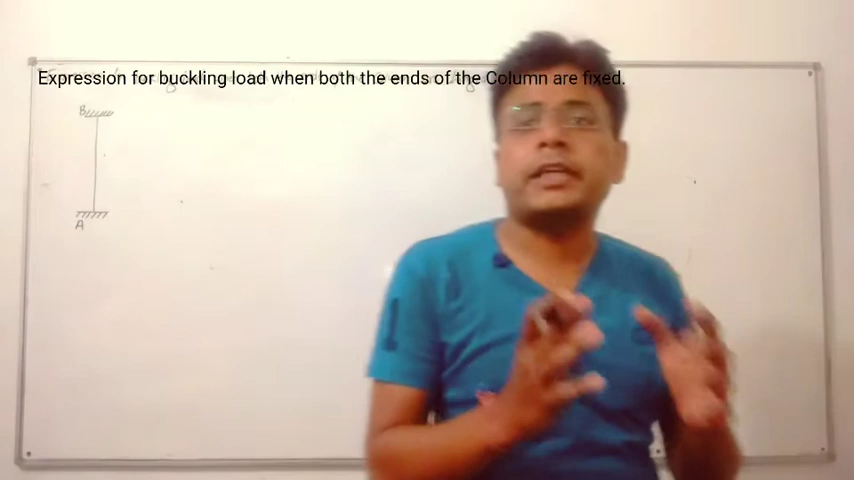 Expression for buckling load when both the ends of the Column are fixed.
B
A